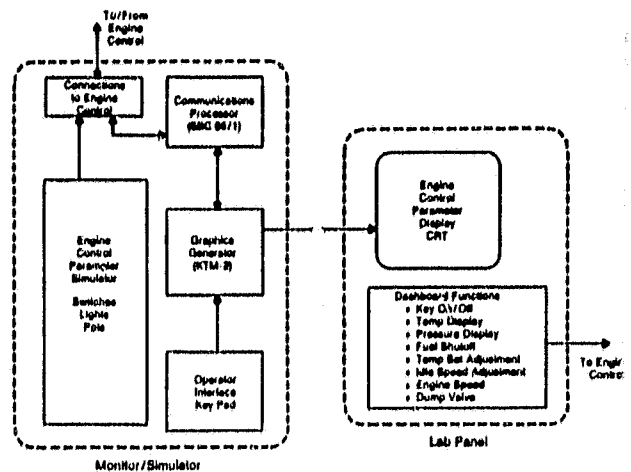 To/From
Engine
Control
Connections
to Engine
Control
Communications
Processor
Engine
Control
Parameter
Simulator
Switches
Lights
Pots
Graphics
Generator
(KTM-2)
Operator
Interface
Key Pad
Monitor/Simulator
Engine
Control
Parameter
Display
CRT
Dashboard Functions
Key On/Off
Temp Display
Pressure Display
Fuel Shutoff
Temp Set Adjustment
Idle Speed Adjustment
Engine Speed
Dump Valve
To Engin
Control
Lab Panel